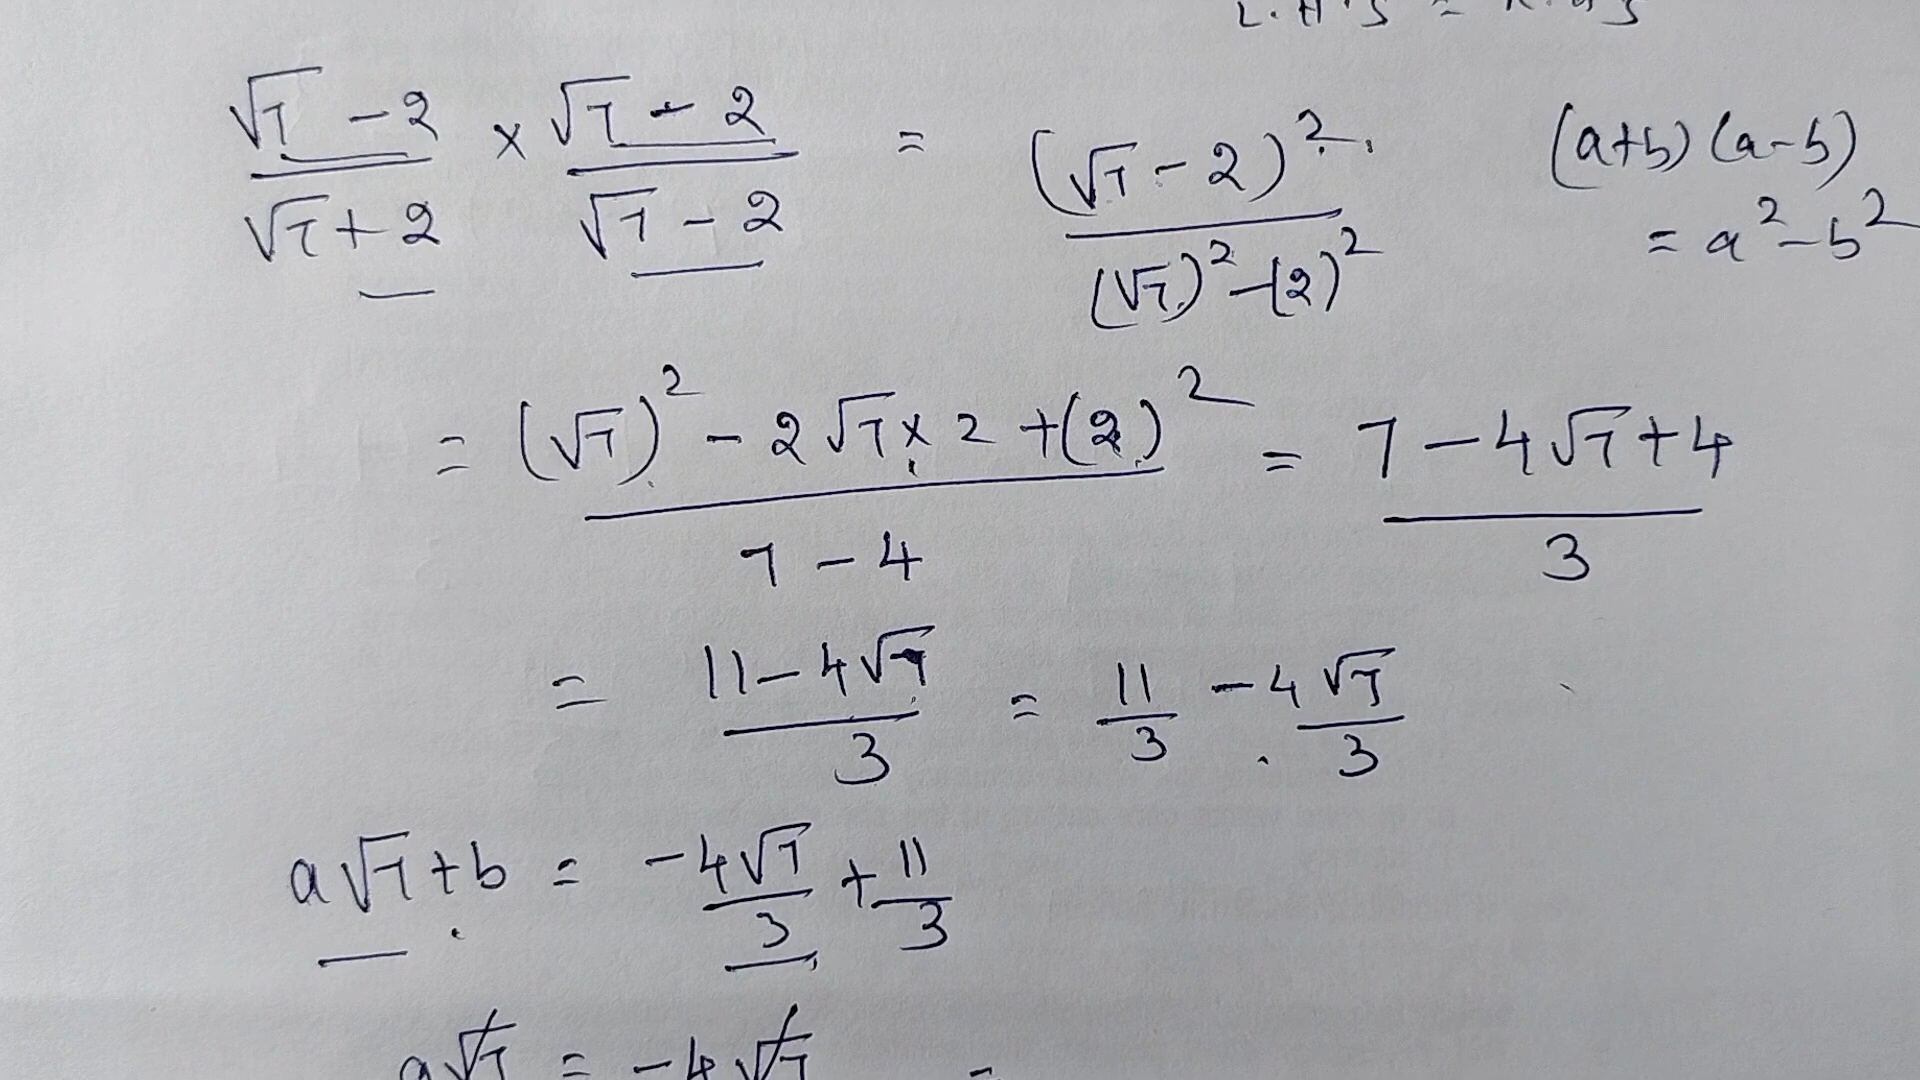 L.H.S = R.H.S
(√7 - 2)/(√7 + 2) × (√7 - 2)/(√7 - 2) = (√7 - 2)²/((√7)² - (2)²) (a+b) (a-b)
= a² - b²
= ((√7)² - 2√7 × 2 + (2)²)/(7 - 4) = (7 - 4√7 + 4)/3
= (11 - 4√7)/3 = 11/3 - 4√7/3
a√7 + b = -4√7/3 + 11/3
a√7 = -4√7 =